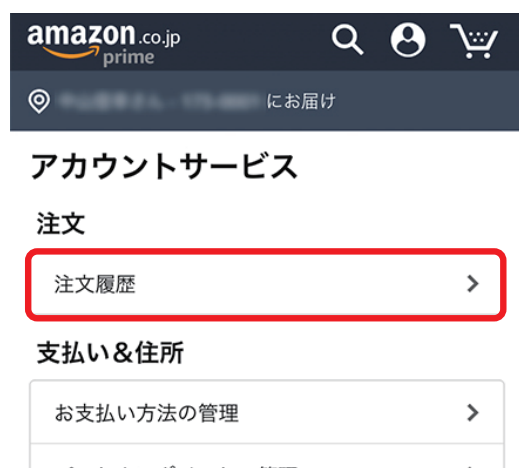 amazon.co.jp
prime
にお届け
アカウントサービス
注文
注文履歴
支払い&住所
お支払い方法の管理